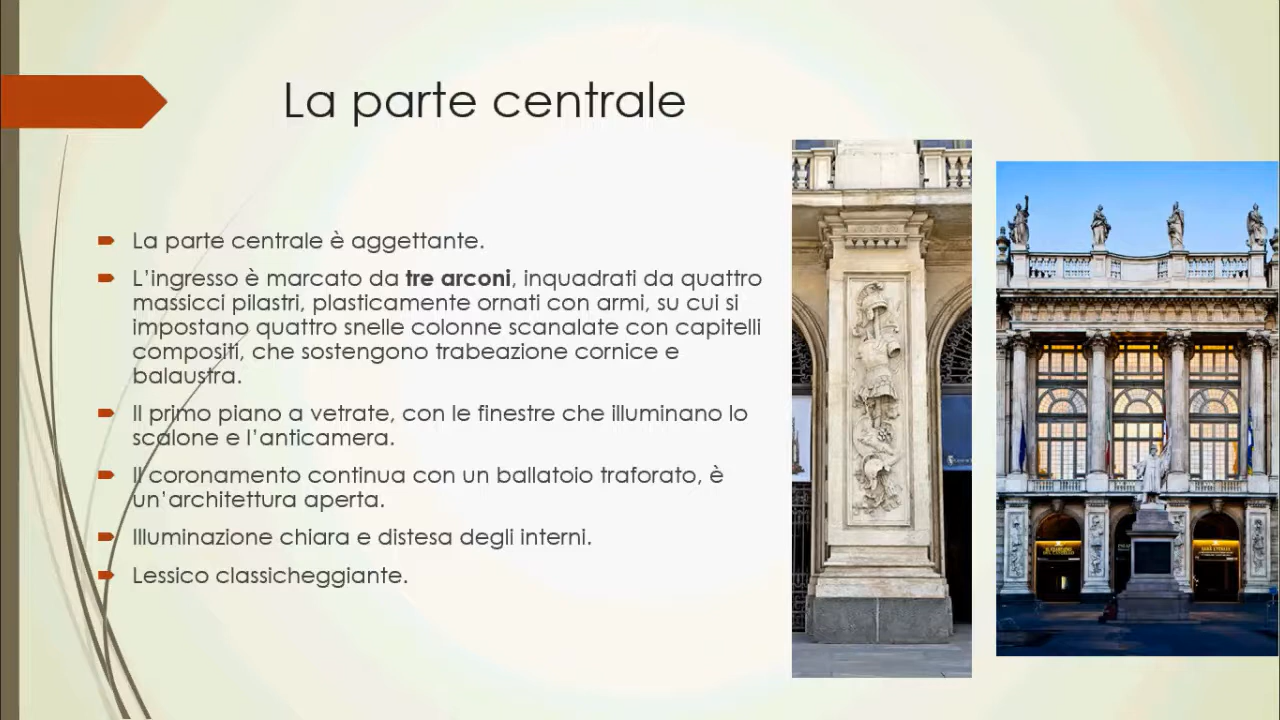 La parte centrale
La parte centrale è aggettante.
L’ingresso è marcato da tre arconi, inquadrati da quattro
massicci pilastri, plasticamente ornati con armi, su cui si
impostano quattro snelle colonne scanalate con capitelli
compositi, che sostengono trabeazione cornice e
balaustra.
Il primo piano a vetrate, con le finestre che illuminano lo
scalone e l’anticamera.
Il coronamento continua con un ballatoio traforato, è
un’architettura aperta.
Illuminazione chiara e distesa degli interni.
Lessico classicheggiante.